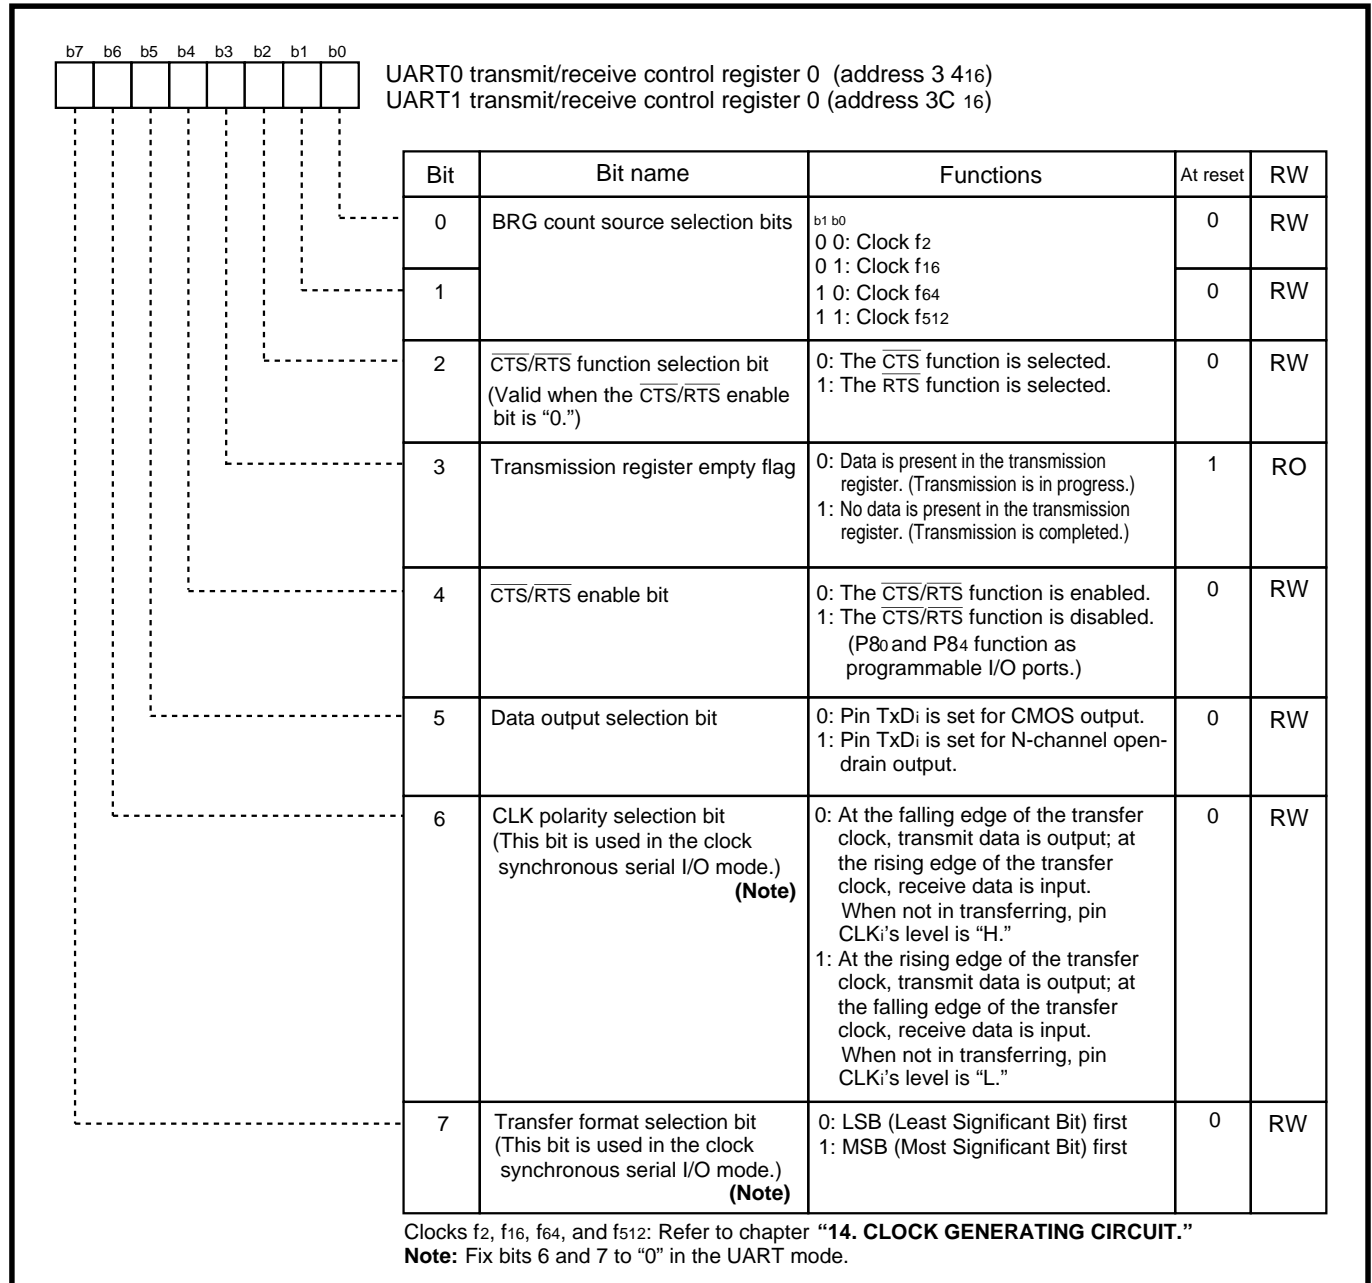 b7 b6 b5 b4 b3 b2 b1 b0
UART0 transmit/receive control register 0 (address 3 416)
UART1 transmit/receive control register 0 (address 3C 16)
Bit Bit name Functions At reset RW
0 BRG count source selection bits b1 b0 0 RW
0 0: Clock f2
0 1: Clock f16
1 1 0: Clock f64 0 RW
1 1: Clock f512
2 CTS/RTS function selection bit 0: The CTS function is selected. 0 RW
(Valid when the CTS/RTS enable 1: The RTS function is selected.
bit is “0.”)
3 Transmission register empty flag 0: Data is present in the transmission 1 RO
register. (Transmission is in progress.)
1: No data is present in the transmission
register. (Transmission is completed.)
4 CTS/RTS enable bit 0: The CTS/RTS function is enabled. 0 RW
1: The CTS/RTS function is disabled.
(P80 and P84 function as
programmable I/O ports.)
5 Data output selection bit 0: Pin TxDi is set for CMOS output. 0 RW
1: Pin TxDi is set for N-channel open-
drain output.
6 CLK polarity selection bit 0: At the falling edge of the transfer 0 RW
(This bit is used in the clock clock, transmit data is output; at
synchronous serial I/O mode.) the rising edge of the transfer
(Note) clock, receive data is input.
When not in transferring, pin
CLKi’s level is “H.”
1: At the rising edge of the transfer
clock, transmit data is output; at
the falling edge of the transfer
clock, receive data is input.
When not in transferring, pin
CLKi’s level is “L.”
7 Transfer format selection bit 0: LSB (Least Significant Bit) first 0 RW
(This bit is used in the clock 1: MSB (Most Significant Bit) first
synchronous serial I/O mode.)
(Note)
Clocks f2, f16, f64, and f512: Refer to chapter “14. CLOCK GENERATING CIRCUIT.”
Note: Fix bits 6 and 7 to “0” in the UART mode.